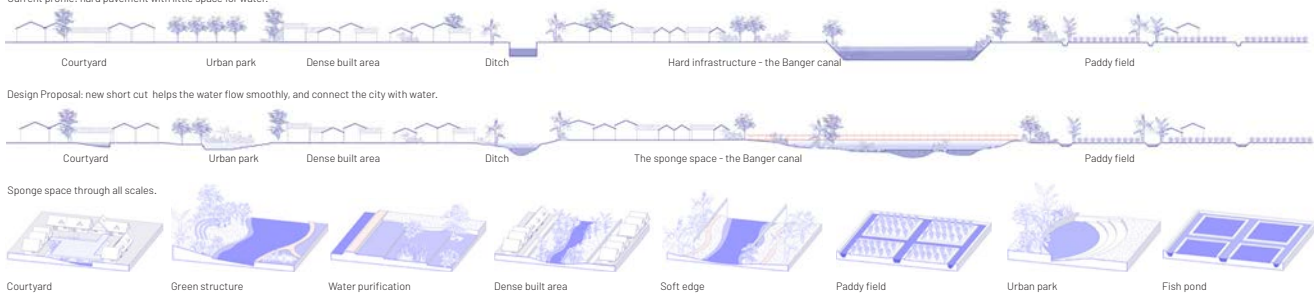 Current profile: Hard pavement with little space for water.
Courtyard Urban park Dense built area Ditch Hard infrastructure - the Banger canal Paddy field
Design Proposal: new short cut helps the water flow smoothly, and connect the city with water.
Courtyard Urban park Dense built area Ditch The sponge space - the Banger canal Paddy field
Sponge space through all scales.
Courtyard Green structure Water purification Dense built area Soft edge Paddy field Urban park Fish pond